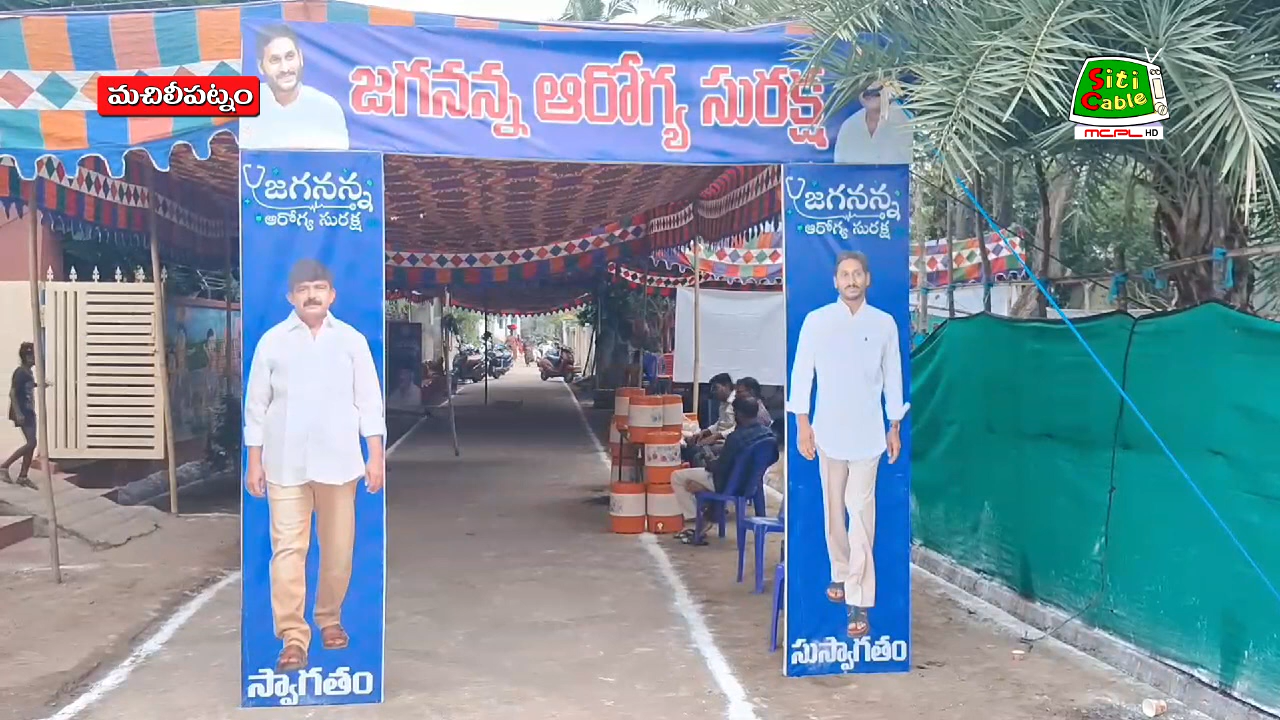 జగనన్న ఆరోగ్య సురక్ష
మచిలీపట్నం
Siti
Cable
MCPL HD
జగనన్న
ఆరోగ్య సురక్ష
స్వాగతం
జగనన్న
ఆరోగ్య సురక్ష
సుస్వాగతం